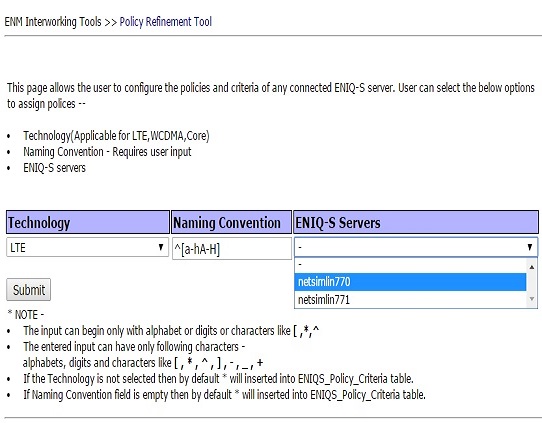 ENM Interworking Tools >> Policy Refinement Tool
This page allows the user to configure the policies and criteria of any connected ENIQ-S server. User can select the below options
to assign polices --
• Technology(Applicable for LTE,WCDMA,Core)
• Naming Convention - Requires user input
• ENIQ-S servers
Technology Naming Convention ENIQ-S Servers
LTE ^[a-hA-H] -
-
netsimlin770
netsimlin771
Submit
* NOTE -
• The input can begin only with alphabet or digits or characters like [,*,^
• The entered input can have only following characters -
alphabets, digits and characters like [,*,^,],-,_,+
• If the Technology is not selected then by default * will inserted into ENIQS_Policy_Criteria table.
• If Naming Convention field is empty then by default * will inserted into ENIQS_Policy_Criteria table.